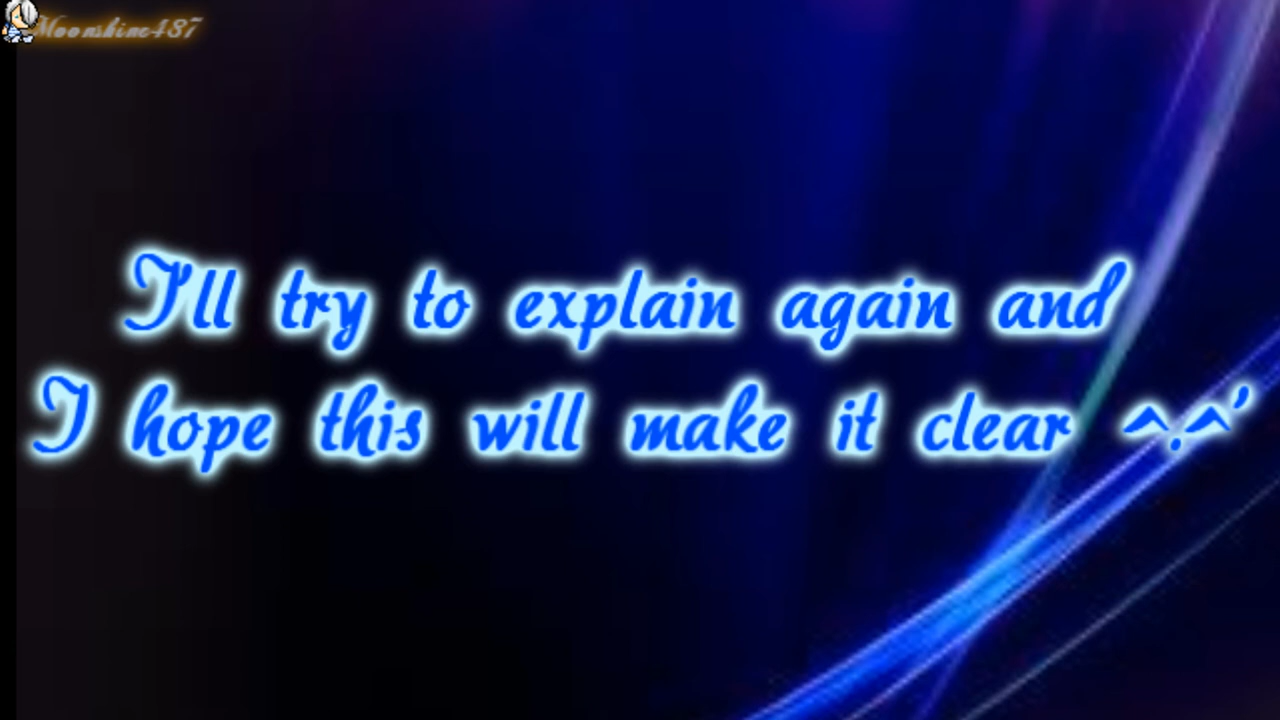 Moonshine487
I'll try to explain again and
I hope this will make it clear ^.^'